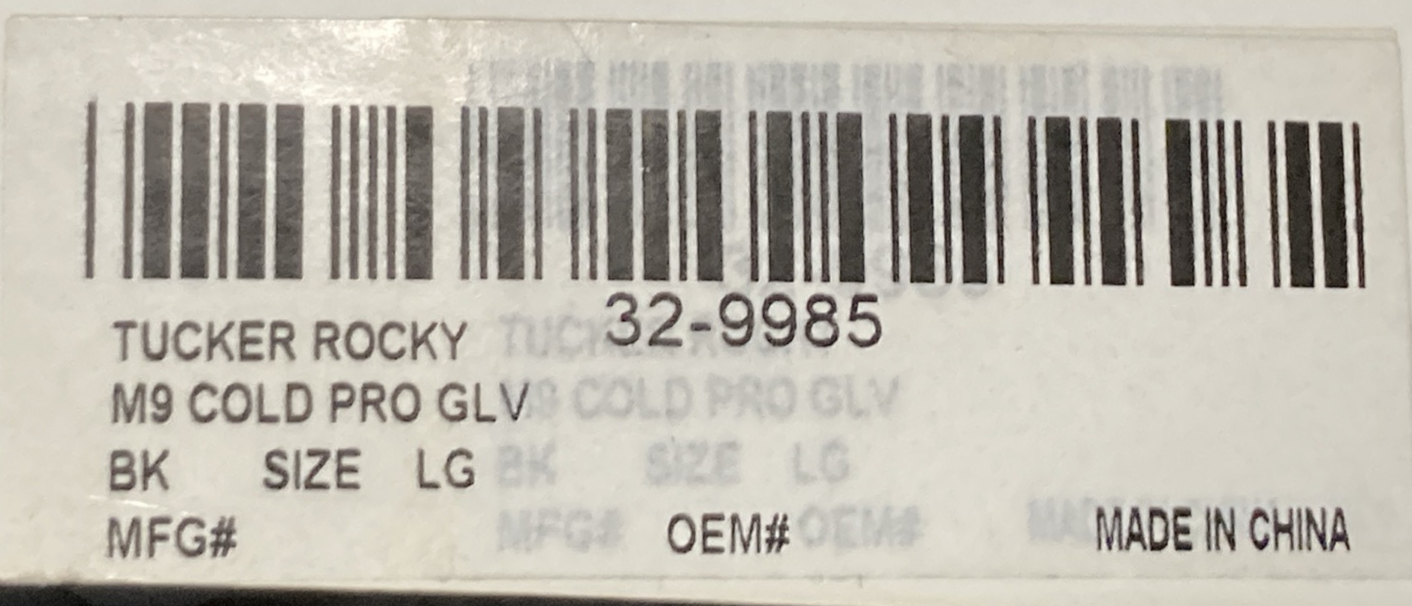 32-9985
TUCKER ROCKY
M9 COLD PRO GLV
BK SIZE LG
MFG# OEM# MADE IN CHINA